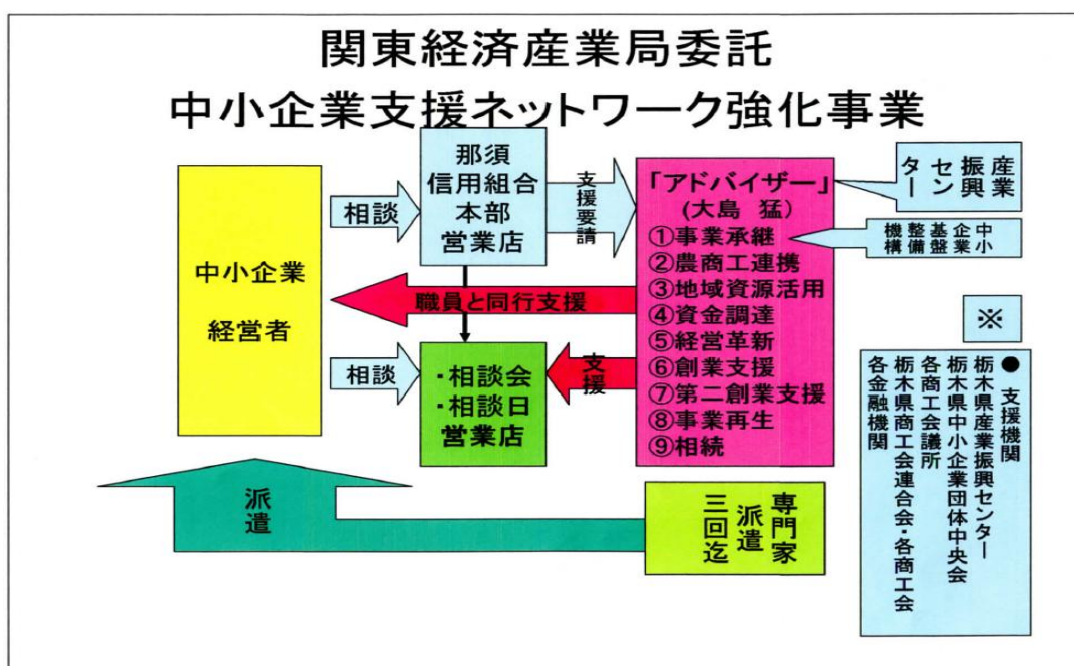 関東経済産業局委託
中小企業支援ネットワーク強化事業
中小企業
経営者
相談
那須
信用組合
本部
営業店
支援要請
「アドバイザー」
(大島 猛)
①事業承継
②農商工連携
③地域資源活用
④資金調達
⑤経営革新
⑥創業支援
⑦第二創業支援
⑧事業再生
⑨相続
産業
振興
セン
ター
中小
企業
基盤
整備
機構
職員と同行支援
相談
・相談会
・相談日
営業店
支援
※
● 支援機関
栃木県産業振興センター
栃木県中小企業団体中央会
各商工会議所
栃木県商工会連合会・各商工会
各金融機関
派遣
専門家
派遣
三回迄